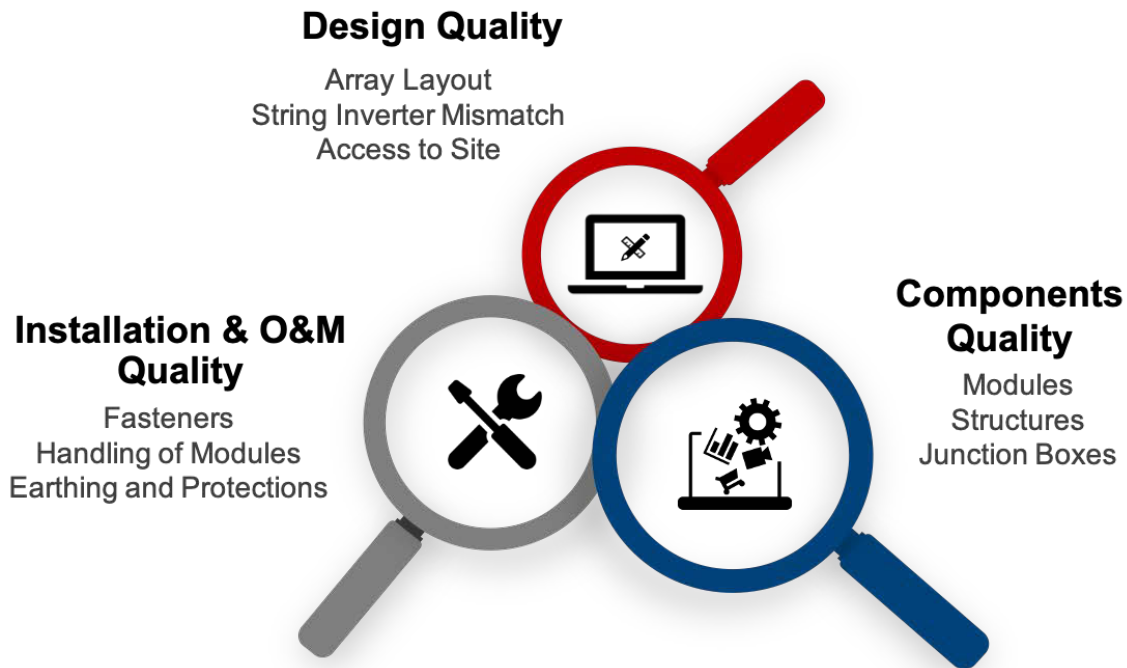 Design Quality
Array Layout
String Inverter Mismatch
Access to Site
Installation & O&M
Quality
Fasteners
Handling of Modules
Earthing and Protections
Components
Quality
Modules
Structures
Junction Boxes